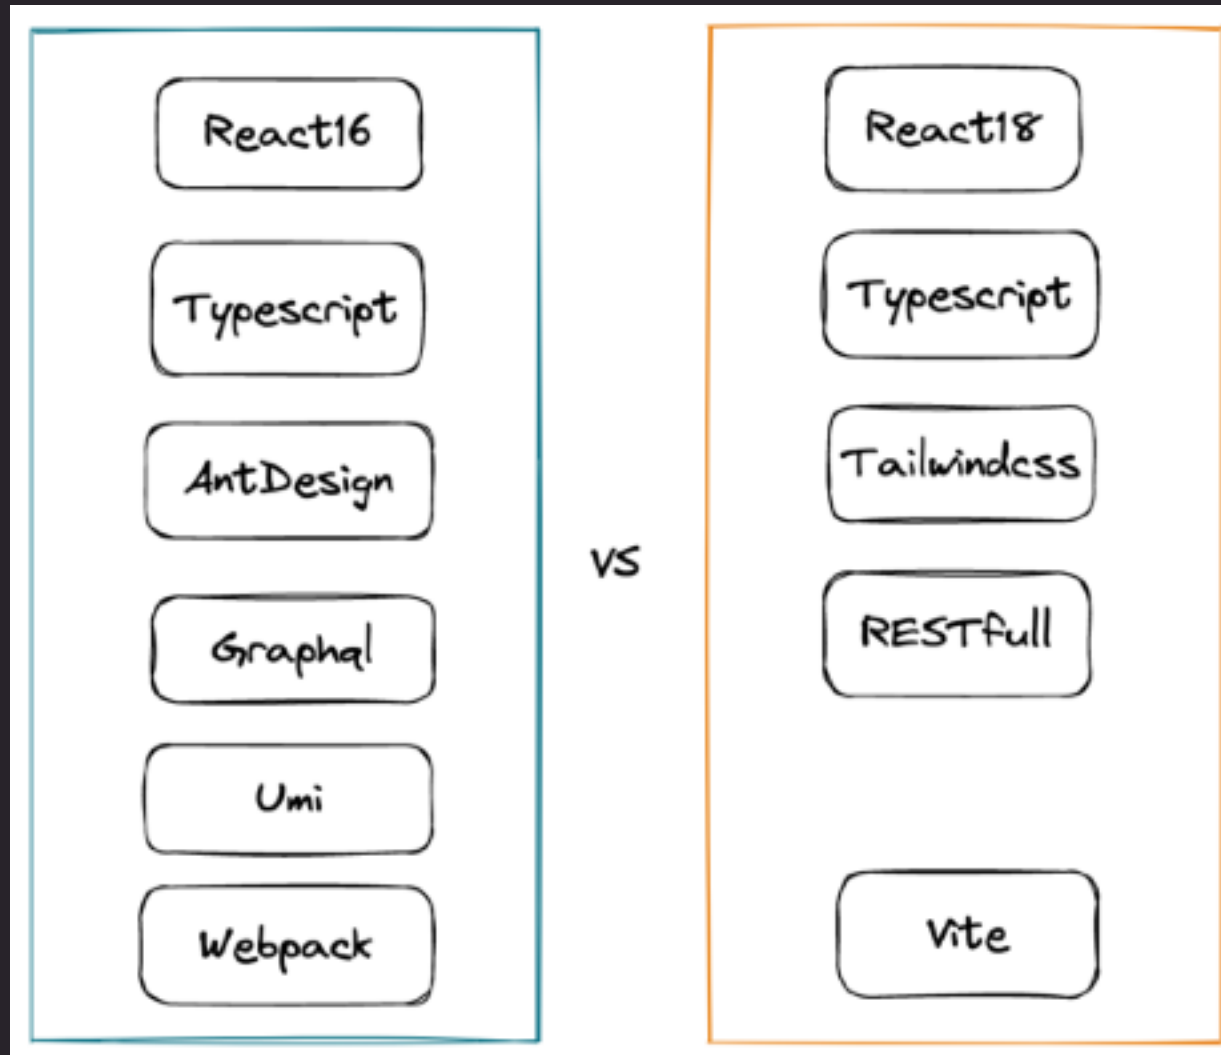 React16
Typescript
AntDesign
Graphql
Umi
Webpack
vs
React18
Typescript
Tailwindcss
RESTfull
Vite